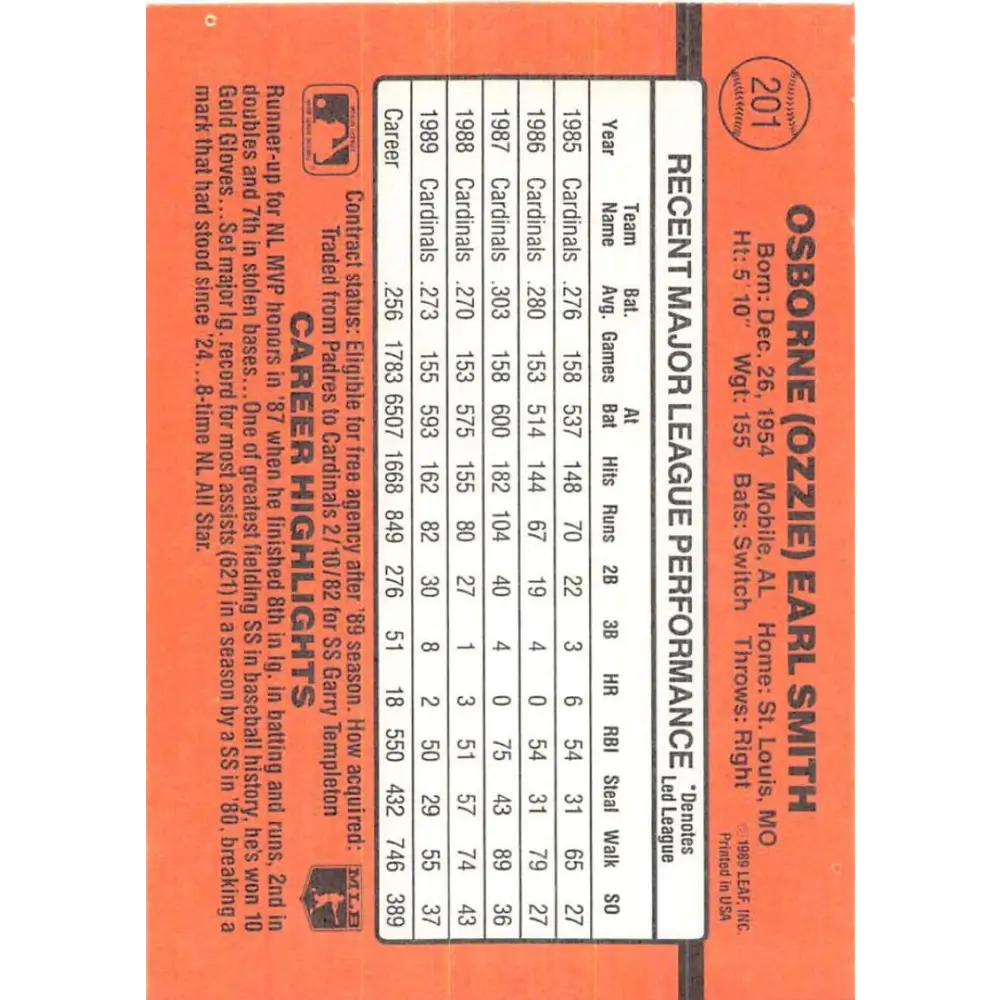 201
OSBORNE (OZZIE) EARL SMITH
Born: Dec. 26, 1954 Mobile, AL Home: St. Louis, MO
Ht: 5' 10" Wgt: 155 Bats: Switch Throws: Right
© 1989 LEAF, INC.
Printed in USA
RECENT MAJOR LEAGUE PERFORMANCE *Denotes Led League
Year Team Name Bat. Avg. Games At Bat Hits Runs 2B 3B HR RBI Steal Walk SO
1985 Cardinals .276 158 537 148 70 22 3 6 54 31 65 27
1986 Cardinals .280 153 514 144 67 19 4 0 54 31 79 27
1987 Cardinals .303 158 600 182 104 40 4 0 75 43 89 36
1988 Cardinals .270 153 575 155 80 27 1 3 51 57 74 43
1989 Cardinals .273 155 593 162 82 30 8 2 50 29 55 37
Career .256 1783 6507 1668 849 276 51 18 550 432 746 389
Contract status: Eligible for free agency after '89 season. How acquired:
Traded from Padres to Cardinals 2/10/82 for SS Garry Templeton
MLB
CAREER HIGHLIGHTS
Runner-up for NL MVP honors in '87 when he finished 8th in lg. in batting and runs, 2nd in
doubles and 7th in stolen bases...One of greatest fielding SS in baseball history, he's won 10
Gold Gloves...Set major lg. record for most assists (621) in a season by a SS in '80, breaking a
mark that had stood since '24...8-time NL All Star.